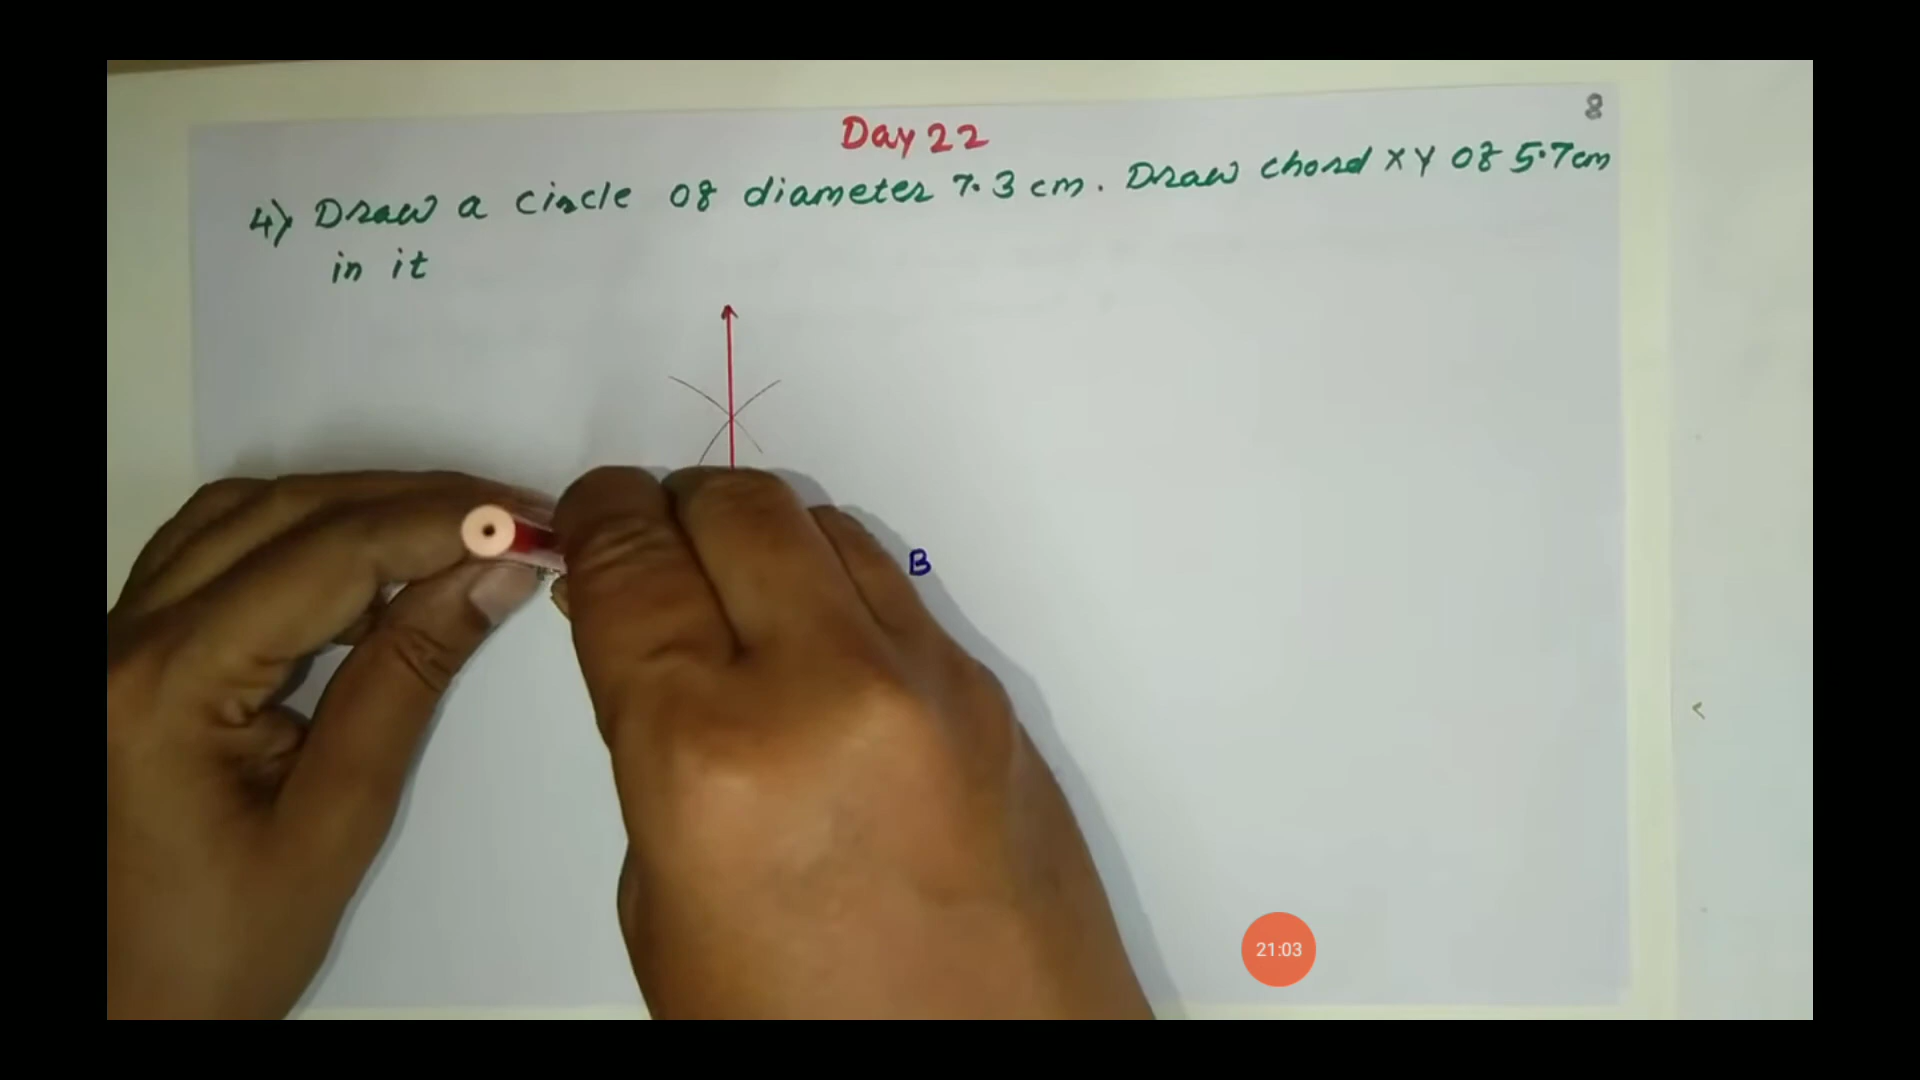 8
Day 22
4) Draw a circle of diameter 7.3 cm. Draw chord XY of 5.7cm
in it
B
21:03